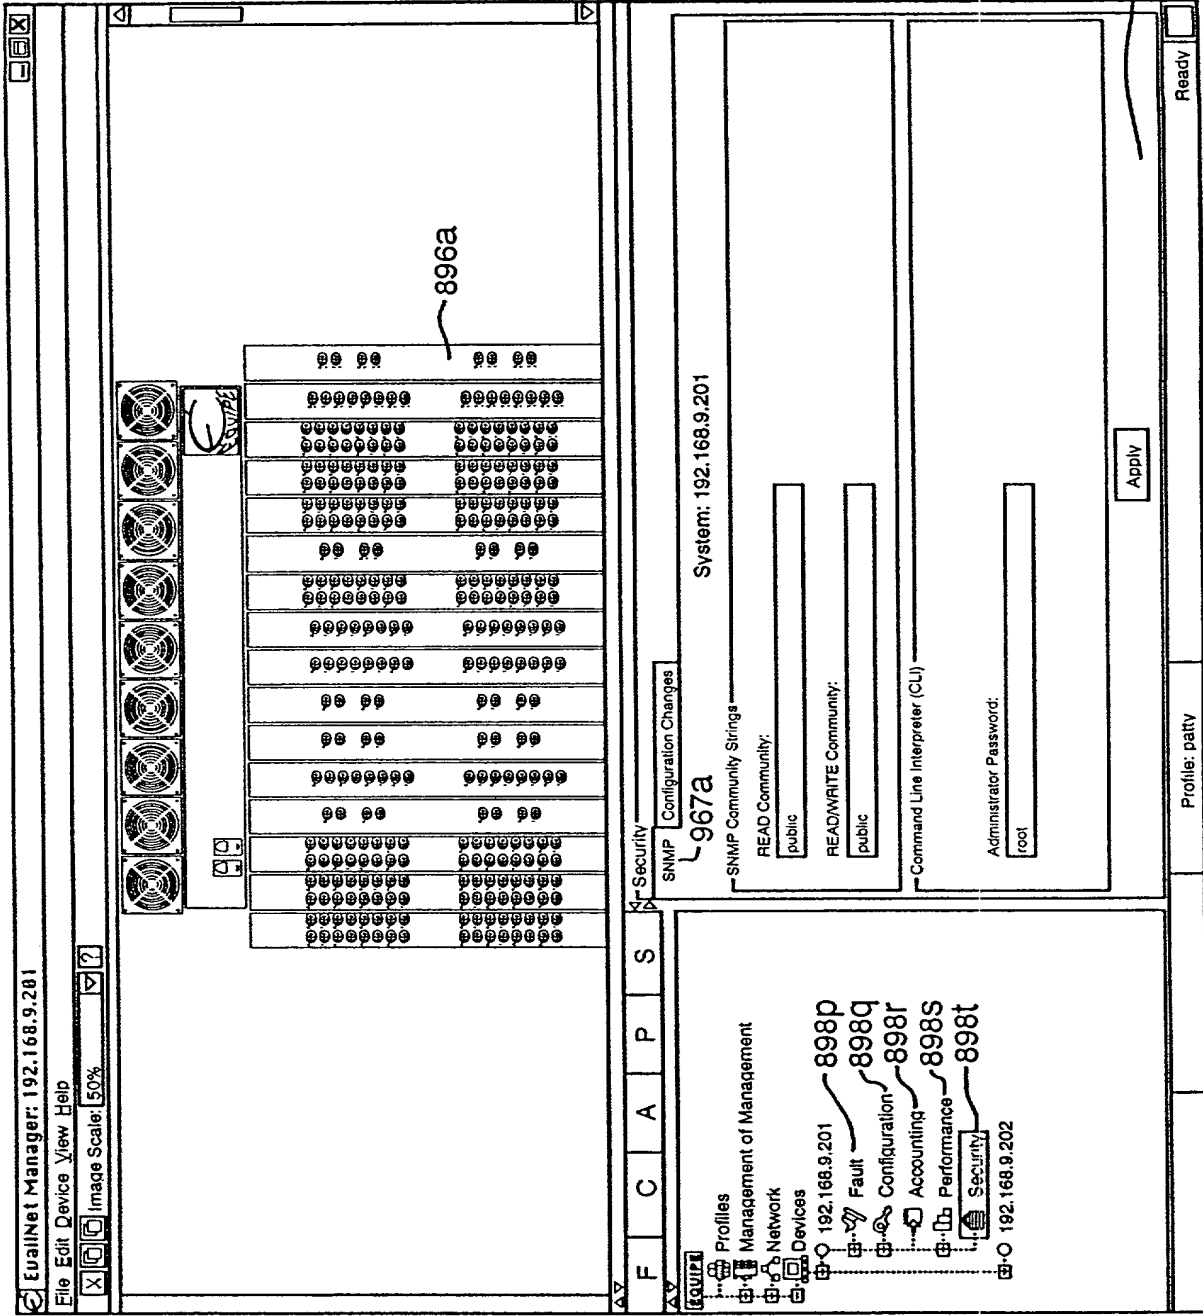 EuallNet Manager: 192.168.9.201
File Edit Device View Help
X Image Scale: 50% ?
896a
F C A P S
EQUIPE
Profiles
Management of Management
Network
Devices
192.168.9.201
Fault
Configuration
Accounting
Performance
Security
192.168.9.202
898p
898q
898r
898s
898t
Security
SNMP Configuration Changes
967a
System: 192.168.9.201
SNMP Community Strings
READ Community:
public
READ/WRITE Community:
public
Command Line Interpreter (CLI)
Administrator Password:
root
Apply
Profile: patty
Ready